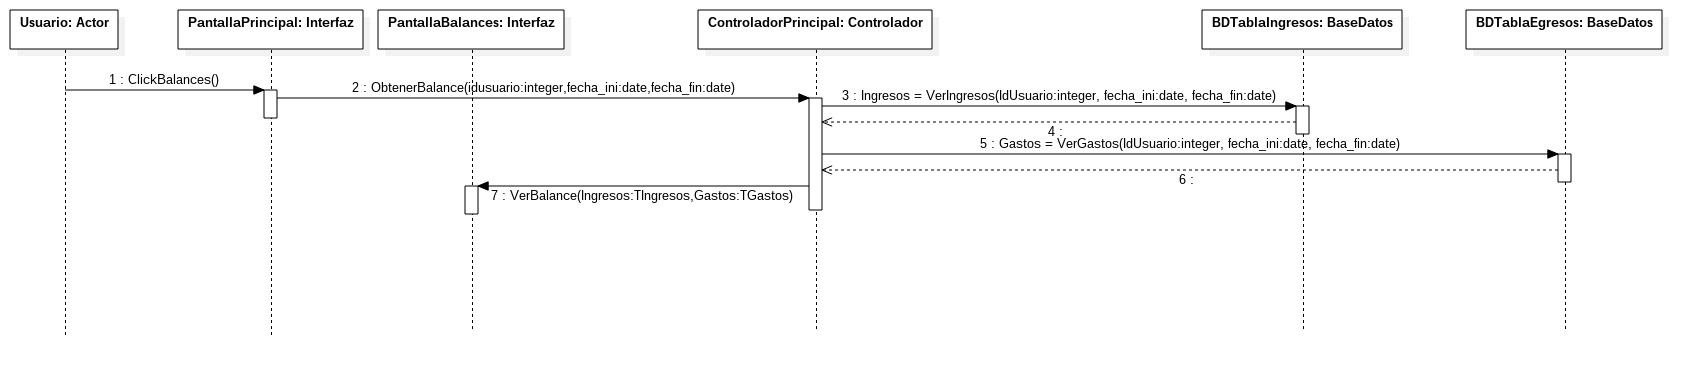 Usuario: Actor
PantallaPrincipal: Interfaz
PantallaBalances: Interfaz
ControladorPrincipal: Controlador
BDTablaIngresos: BaseDatos
BDTablaEgresos: BaseDatos
1 : ClickBalances()
2 : ObtenerBalance(idusuario:integer,fecha_ini:date,fecha_fin:date)
3 : Ingresos = VerIngresos(IdUsuario:integer, fecha_ini:date, fecha_fin:date)
4 :
5 : Gastos = VerGastos(IdUsuario:integer, fecha_ini:date, fecha_fin:date)
6 :
7 : VerBalance(Ingresos:TIngresos,Gastos:TGastos)